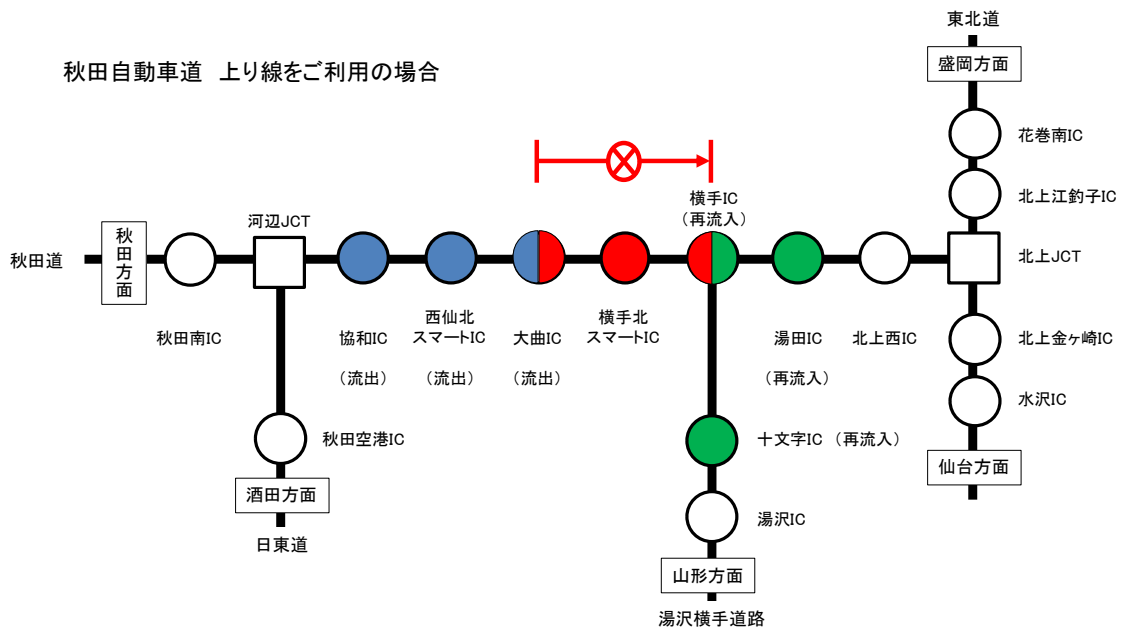 東北道
秋田自動車道 上り線をご利用の場合
盛岡方面
花巻南IC
北上江釣子IC
横手IC
(再流入)
河辺JCT
秋田道
秋田方面
北上JCT
秋田南IC
協和IC
(流出)
西仙北
スマートIC
(流出)
大曲IC
(流出)
横手北
スマートIC
湯田IC
(再流入)
北上西IC
北上金ヶ崎IC
水沢IC
秋田空港IC
十文字IC (再流入)
仙台方面
酒田方面
日東道
湯沢IC
山形方面
湯沢横手道路